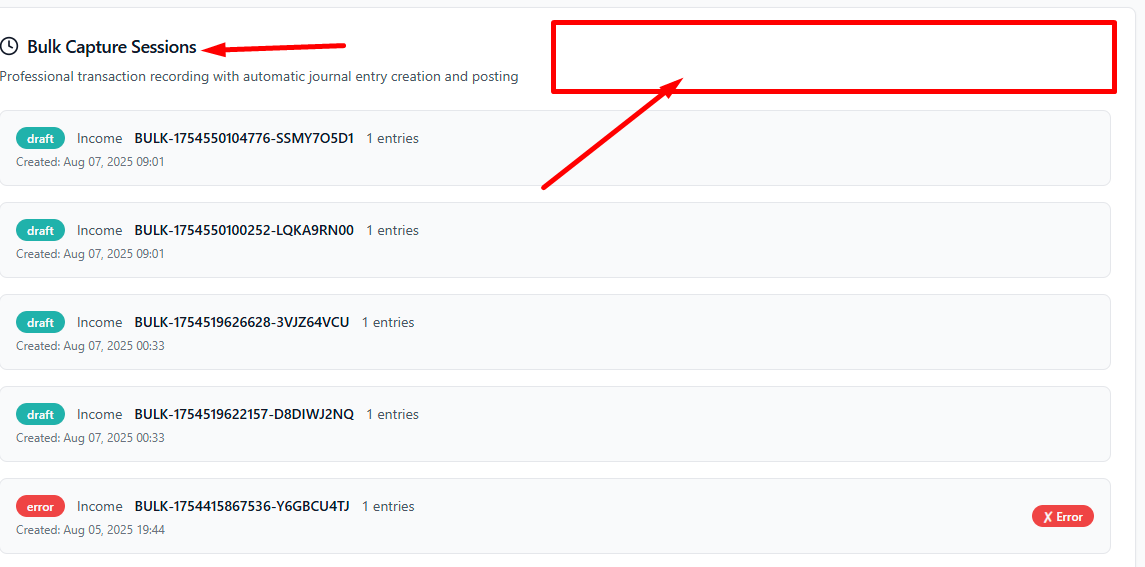 Bulk Capture Sessions
Professional transaction recording with automatic journal entry creation and posting
draft Income BULK-1754550104776-SSMY7O5D1 1 entries
Created: Aug 07, 2025 09:01
draft Income BULK-1754550100252-LQKA9RN00 1 entries
Created: Aug 07, 2025 09:01
draft Income BULK-1754519626628-3VJZ64VCU 1 entries
Created: Aug 07, 2025 00:33
draft Income BULK-1754519622157-D8DIWJ2NQ 1 entries
Created: Aug 07, 2025 00:33
error Income BULK-1754415867536-Y6GBCU4TJ 1 entries
✗ Error
Created: Aug 05, 2025 19:44